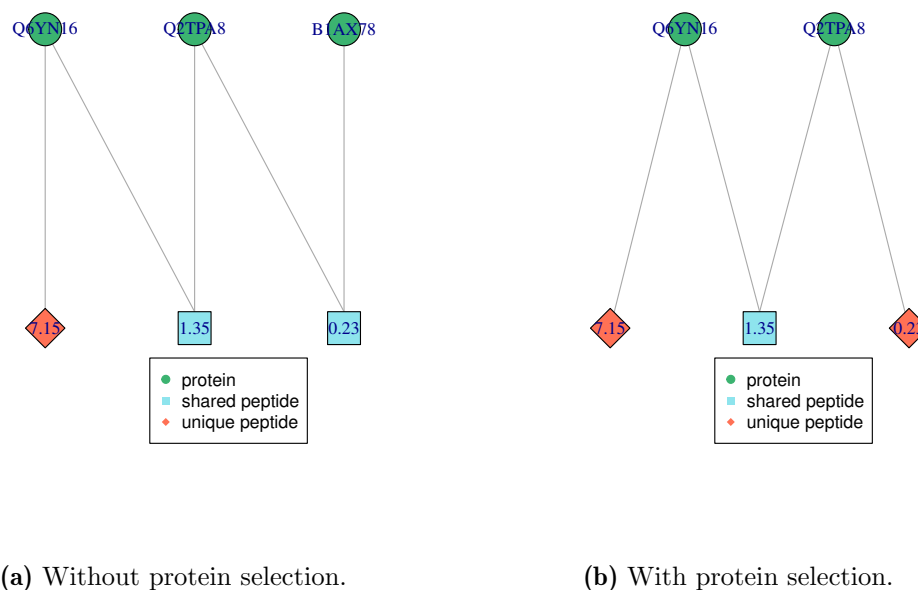 Q6YN16 Q2TPA8 B1AX78 Q6YN16 Q2TPA8
7.15 1.35 0.23 7.15 1.35
protein protein
shared peptide shared peptide
unique peptide unique peptide
(a) Without protein selection. (b) With protein selection.